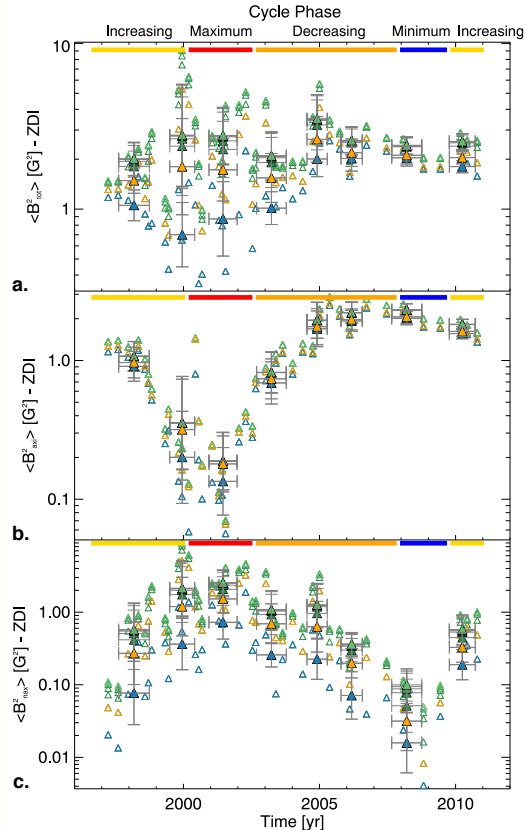 Cycle Phase
Increasing Maximum Decreasing Minimum Increasing
10
1
<B²tot> [G²] - ZDI
a.
1.0
0.1
<B²axi> [G²] - ZDI
b.
1.00
0.10
0.01
<B²nax> [G²] - ZDI
c.
2000 2005 2010
Time [yr]